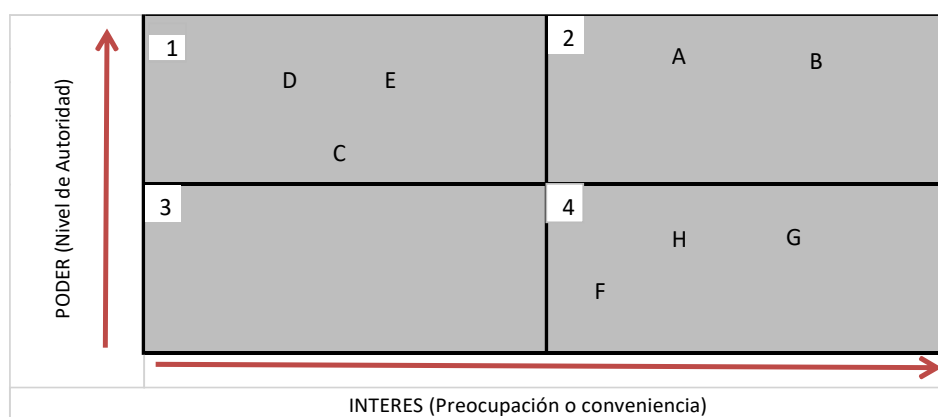 1
2
A
B
D
E
C
PODER (Nivel de Autoridad)
3
4
H
G
F
INTERES (Preocupación o conveniencia)